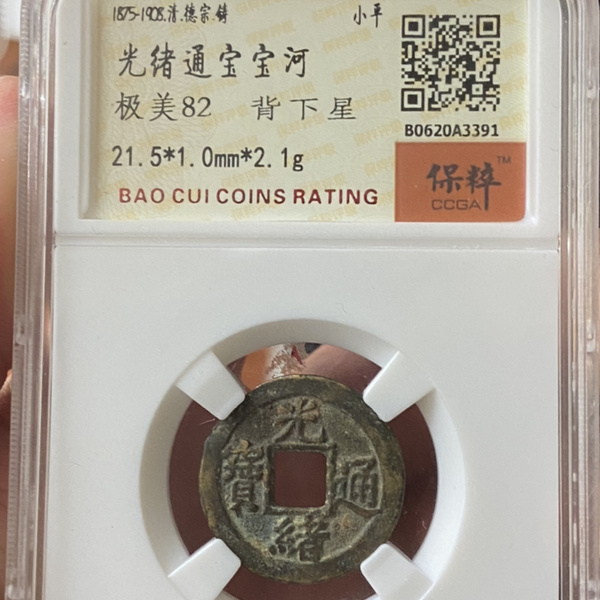 1875-1908.清.德宗.铸
小平
光绪通宝宝河
极美82 背下星
B0620A3391
21.5*1.0mm*2.1g
保粹™
CCGA
BAO CUI COINS RATING
光
寶 通
緒